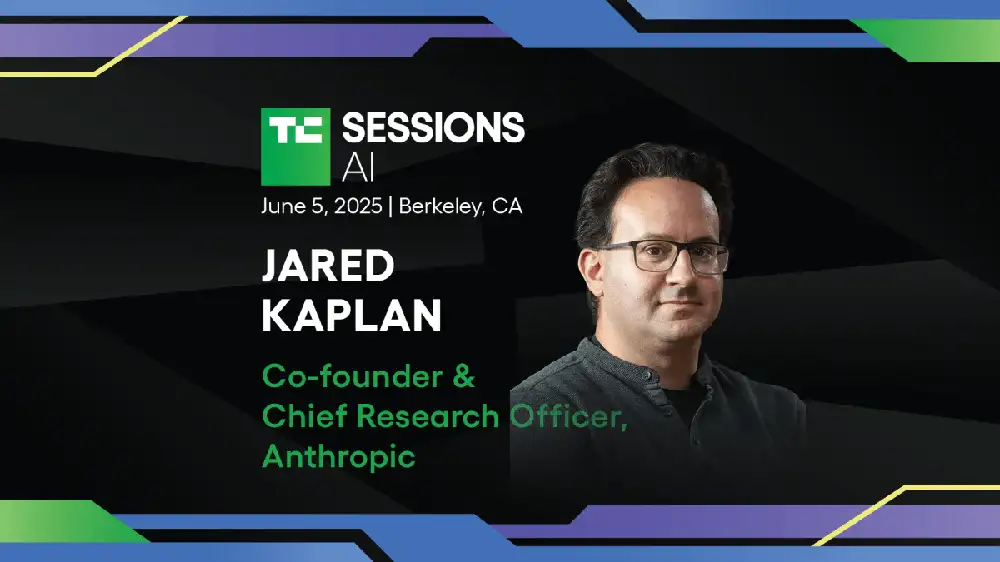 TC SESSIONS
AI
June 5, 2025 | Berkeley, CA
JARED
KAPLAN
Co-founder &
Chief Research Officer,
Anthropic